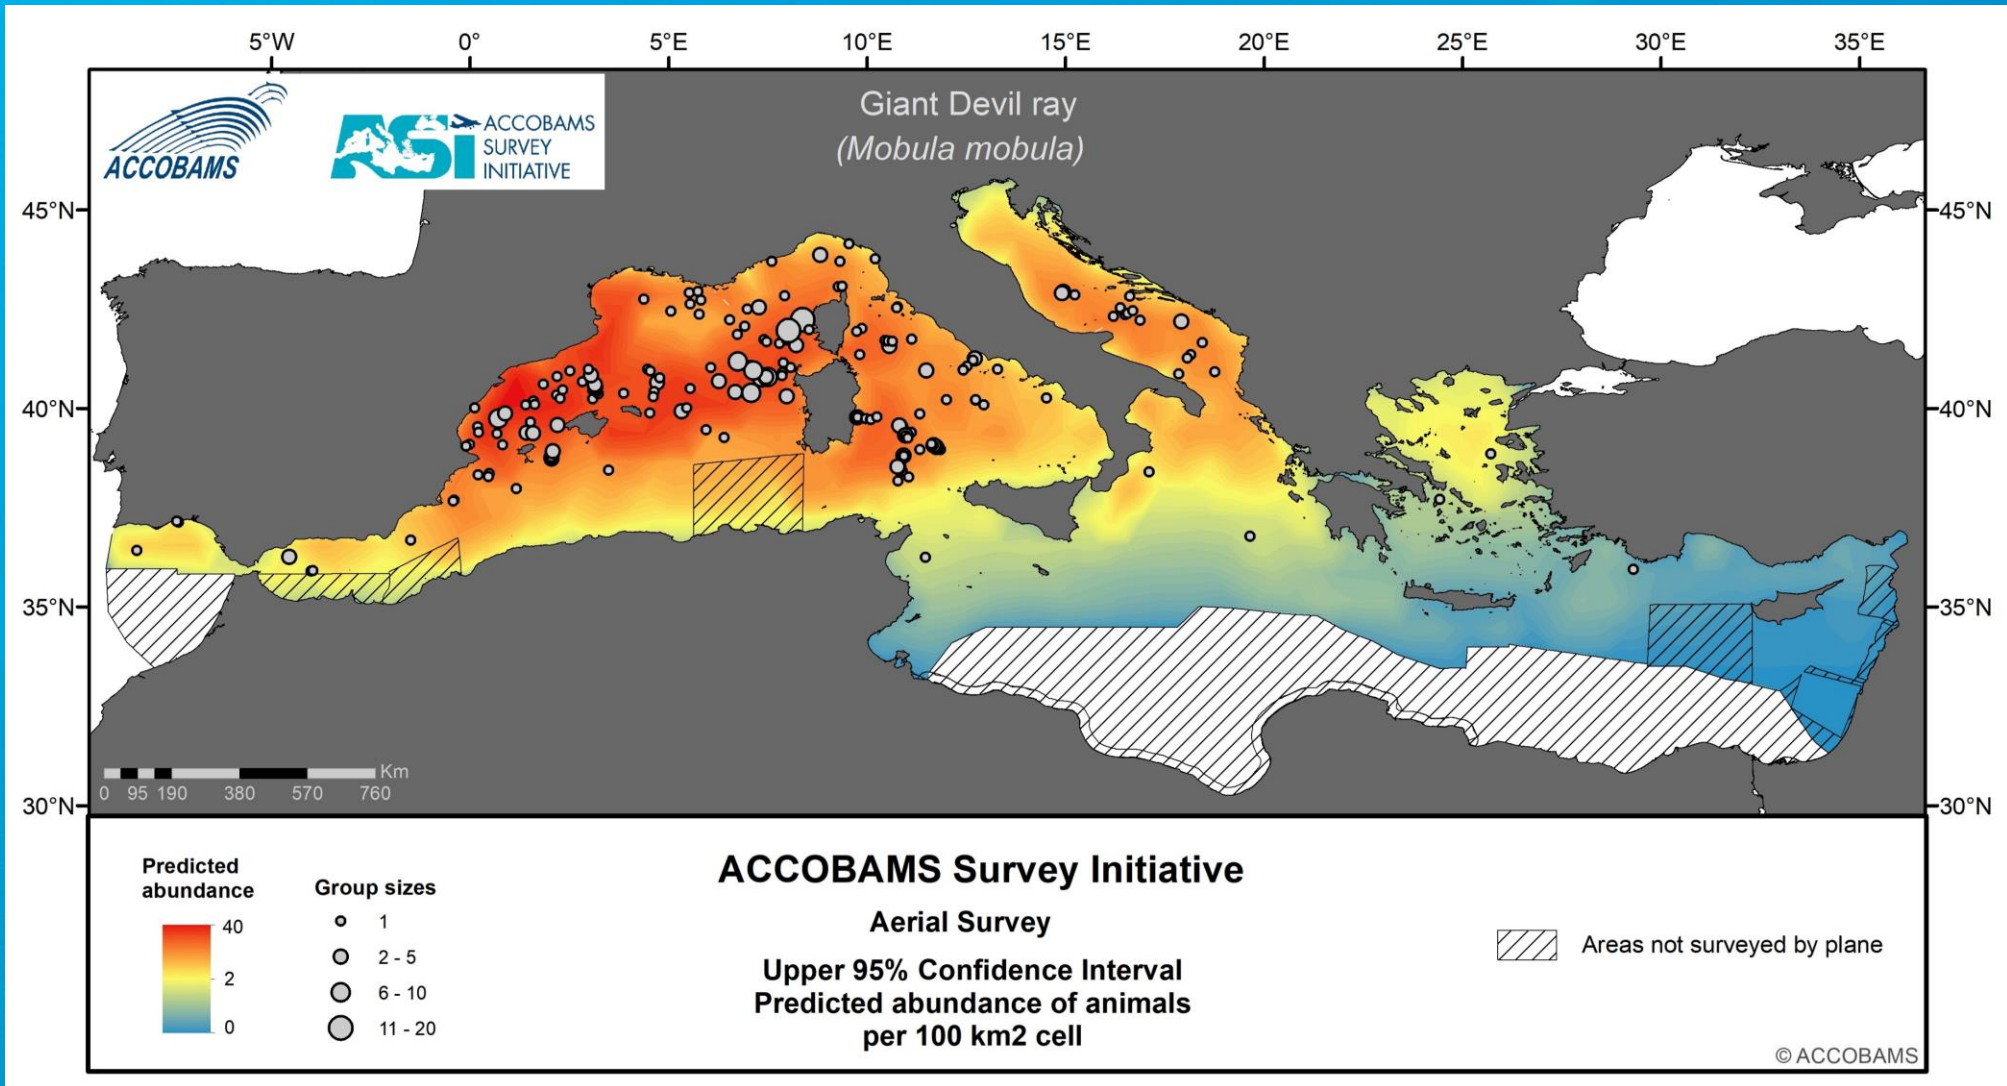 5°W 0° 5°E 10°E 15°E 20°E 25°E 30°E 35°E
ACCOBAMS
ASI
ACCOBAMS
SURVEY
INITIATIVE
Giant Devil ray
(Mobula mobula)
45°N 45°N
40°N 40°N
35°N 35°N
30°N 30°N
Km
0 95 190 380 570 760
Predicted
abundance
40
2
0
Group sizes
1
2 - 5
6 - 10
11 - 20
ACCOBAMS Survey Initiative
Aerial Survey
Upper 95% Confidence Interval
Predicted abundance of animals
per 100 km2 cell
Areas not surveyed by plane
© ACCOBAMS